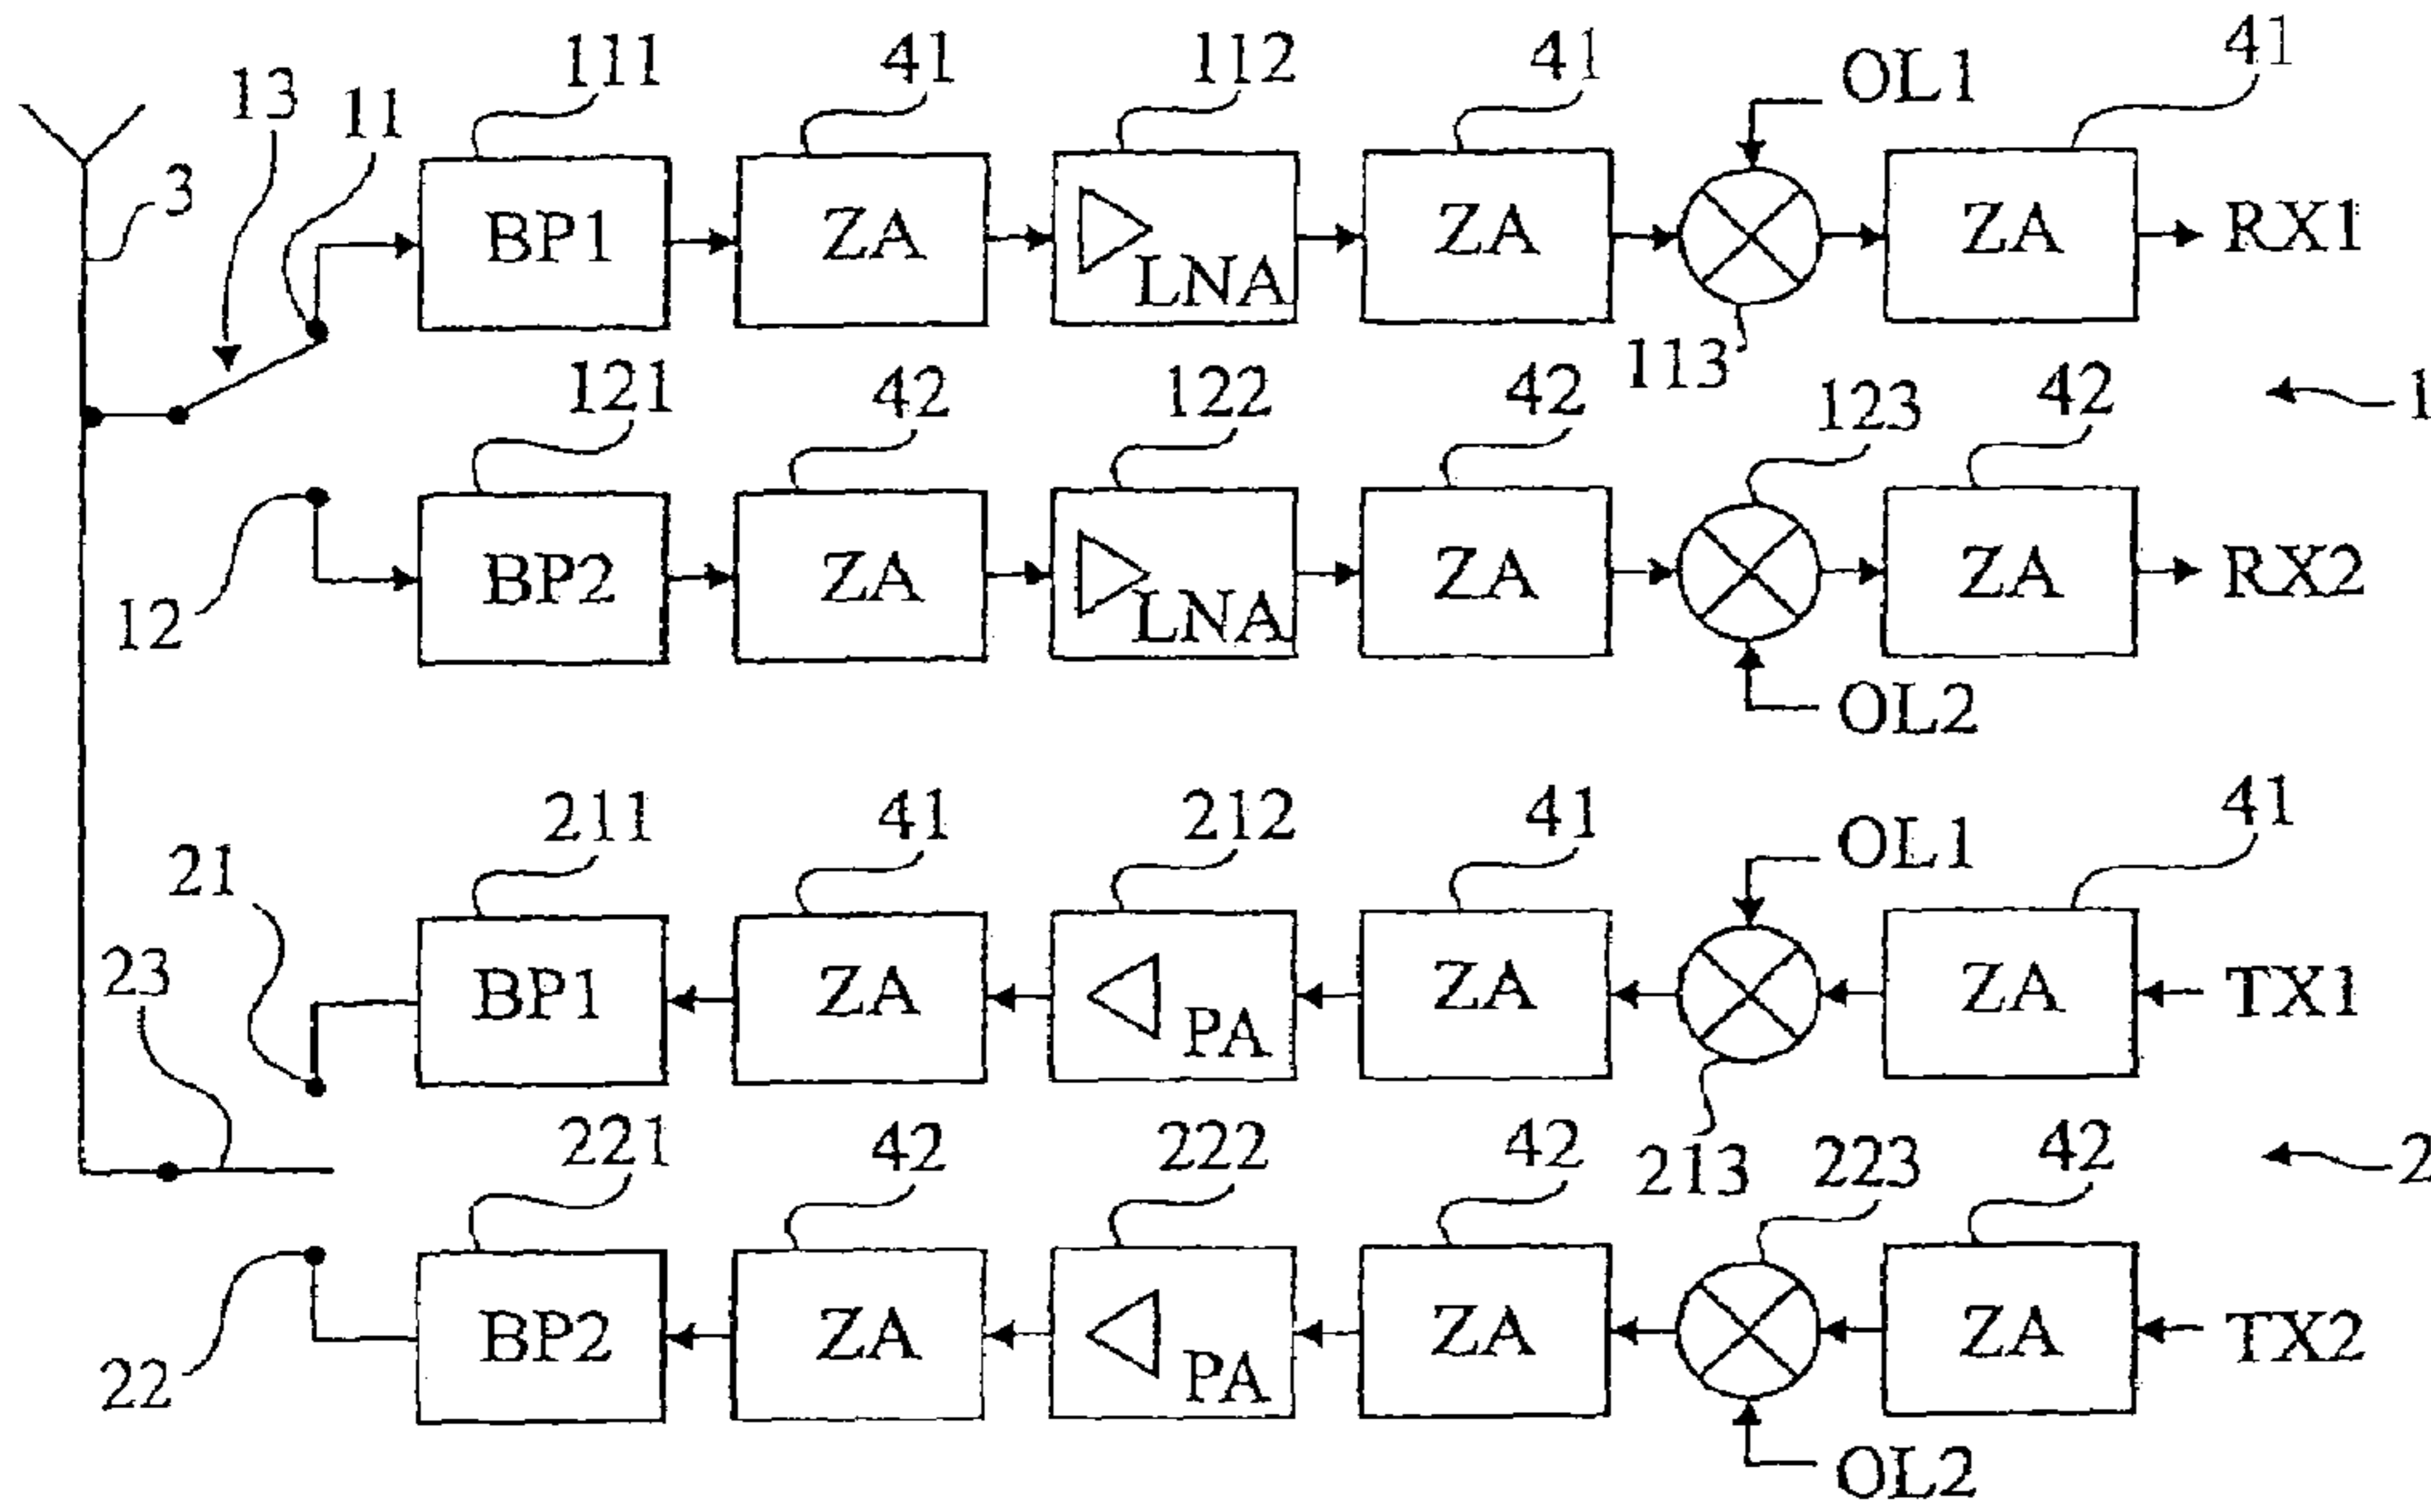 111 41 112 41 OL1 41
13 11
3 BP1 ZA LNA ZA ZA RX1
113
121 42 122 42 123 42 1
12 BP2 ZA LNA ZA ZA RX2
OL2
211 41 212 41 OL1 41
21
23 BP1 ZA PA ZA ZA TX1
213
221 42 222 42 223 42 2
22 BP2 ZA PA ZA ZA TX2
OL2